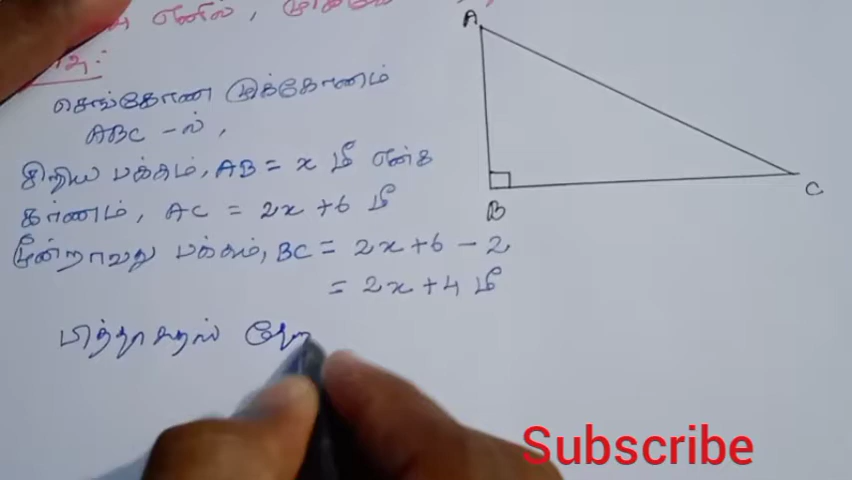 எனில்,
செங்கோண முக்கோணம்
ABC -ல்,
சிறிய பக்கம், AB = x மீ என்க
கர்ணம், AC = 2x +6 மீ
மூன்றாவது பக்கம், BC = 2x+6 - 2
= 2x +4 மீ
பித்தாகரஸ்
A
B
C
Subscribe